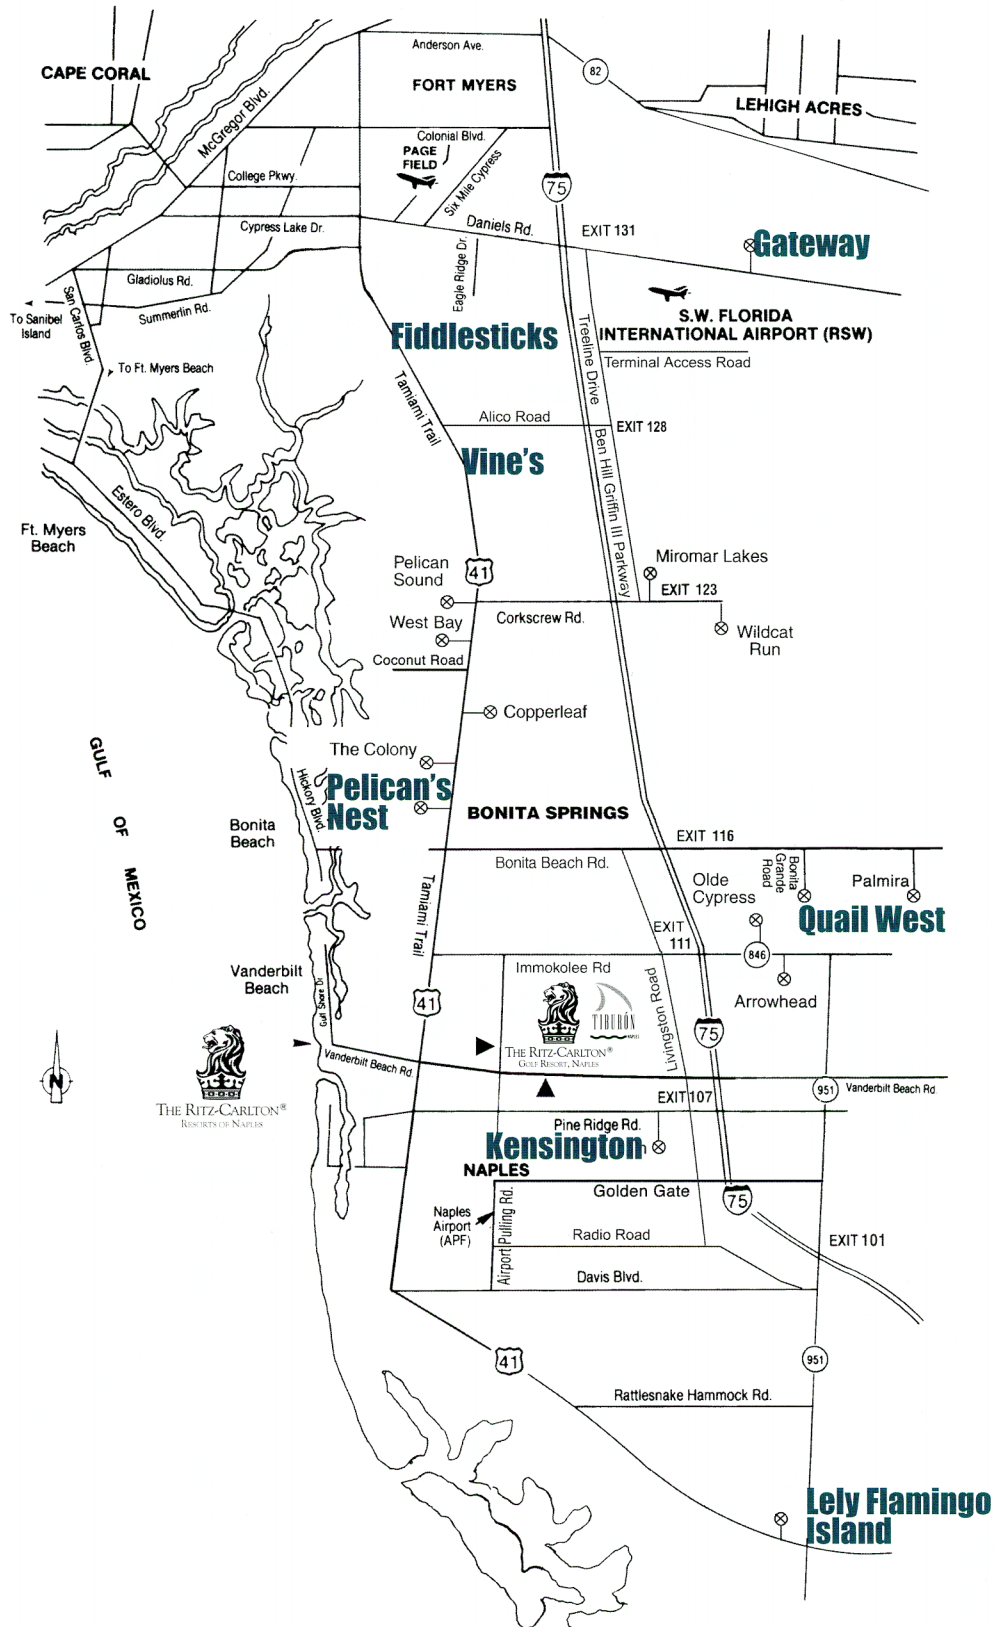 Anderson Ave.
CAPE CORAL
82
FORT MYERS
McGregor Blvd.
LEHIGH ACRES
Colonial Blvd.
PAGE
FIELD
College Pkwy.
Six Mile Cypress
75
Cypress Lake Dr.
Daniels Rd.
EXIT 131
Gateway
Eagle Ridge Dr.
Gladiolus Rd.
San Carlos Blvd.
To Sanibel
Island
Summerlin Rd.
S.W. FLORIDA
INTERNATIONAL AIRPORT (RSW)
Fiddlesticks
Treeline Drive
Terminal Access Road
To Ft. Myers Beach
Tamiami Trail
Alico Road
EXIT 128
Vine's
Ben Hill Griffin III Parkway
Estero Blvd.
Ft. Myers
Beach
Pelican
Sound
41
Miromar Lakes
EXIT 123
West Bay
Corkscrew Rd.
Wildcat
Run
Coconut Road
Copperleaf
GULF
OF
MEXICO
The Colony
Hickory Blvd.
Pelican's
Nest
BONITA SPRINGS
Bonita
Beach
EXIT 116
Bonita Beach Rd.
Bonita
Grande
Road
Olde
Cypress
Palmira
Tamiami Trail
Quail West
EXIT
111
846
Vanderbilt
Beach
Gulf Shore Dr
Immokolee Rd
Livingston Road
Arrowhead
41
TIBURÓN
NAPLES
75
THE RITZ-CARLTON®
GOLF RESORT, NAPLES
Vanderbilt Beach Rd.
N
THE RITZ-CARLTON®
RESORTS OF NAPLES
951
Vanderbilt Beach Rd.
EXIT 107
Pine Ridge Rd.
Kensington
NAPLES
Golden Gate
75
Naples
Airport
(APF)
Airport Pulling Rd.
Radio Road
EXIT 101
Davis Blvd.
41
951
Rattlesnake Hammock Rd.
Lely Flamingo
Island